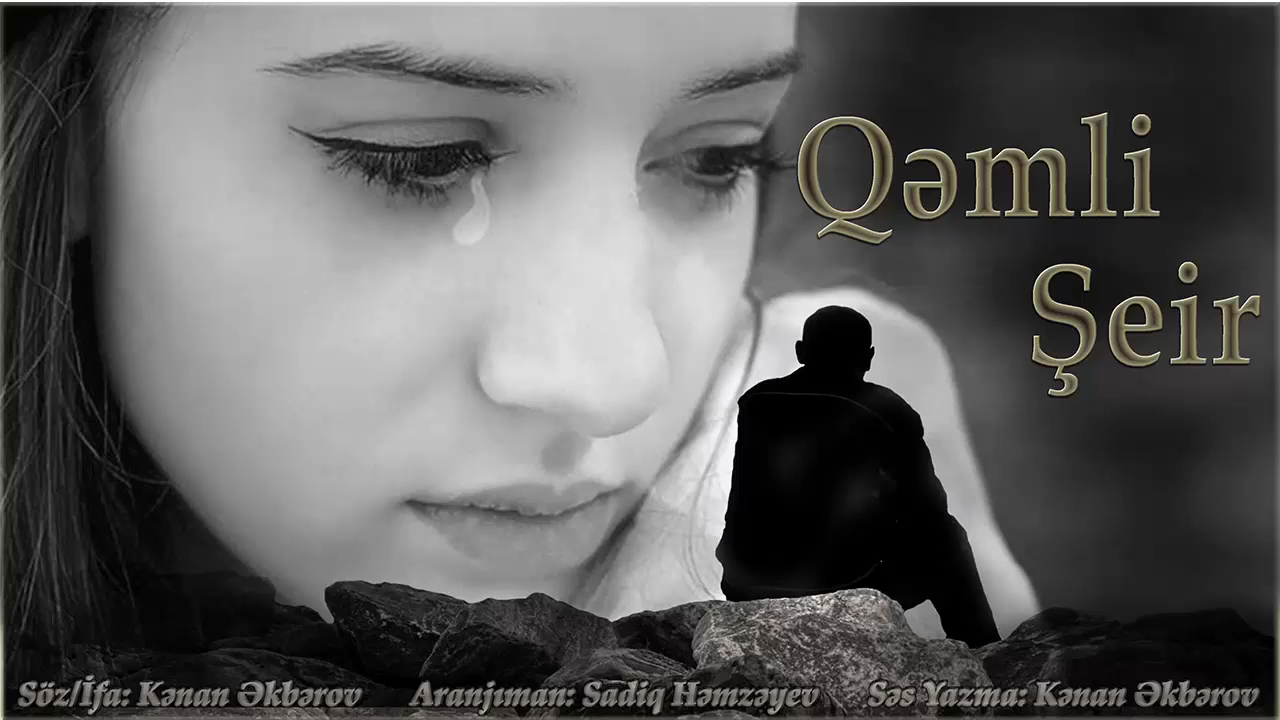 Qəmli
Şeir
Söz/İfa: Kənan Əkbərov Aranjıman: Sadiq Həmzəyev Səs Yazma: Kənan Əkbərov